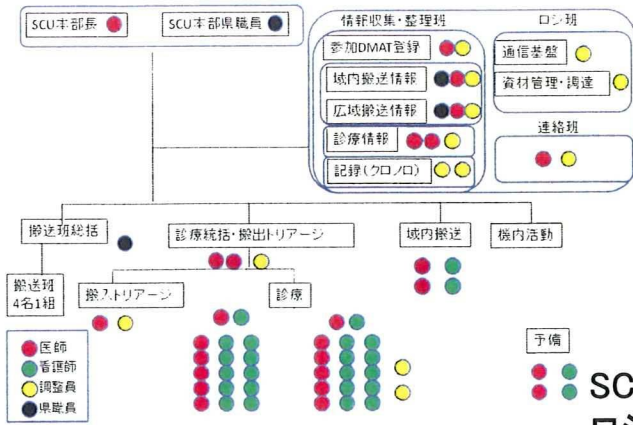 SCU本部長
SCU本部県職員
情報収集・整理班
参加DMAT登録
域内搬送情報
広域搬送情報
診療情報
記録(クロノロ)
ロジ班
通信基盤
資材管理・調達
連絡班
搬送班総括
診療統括・搬出トリアージ
域内搬送
機内活動
搬送班
4名1組
搬入トリアージ
診療
医師
看護師
調整員
県職員
予備
SC